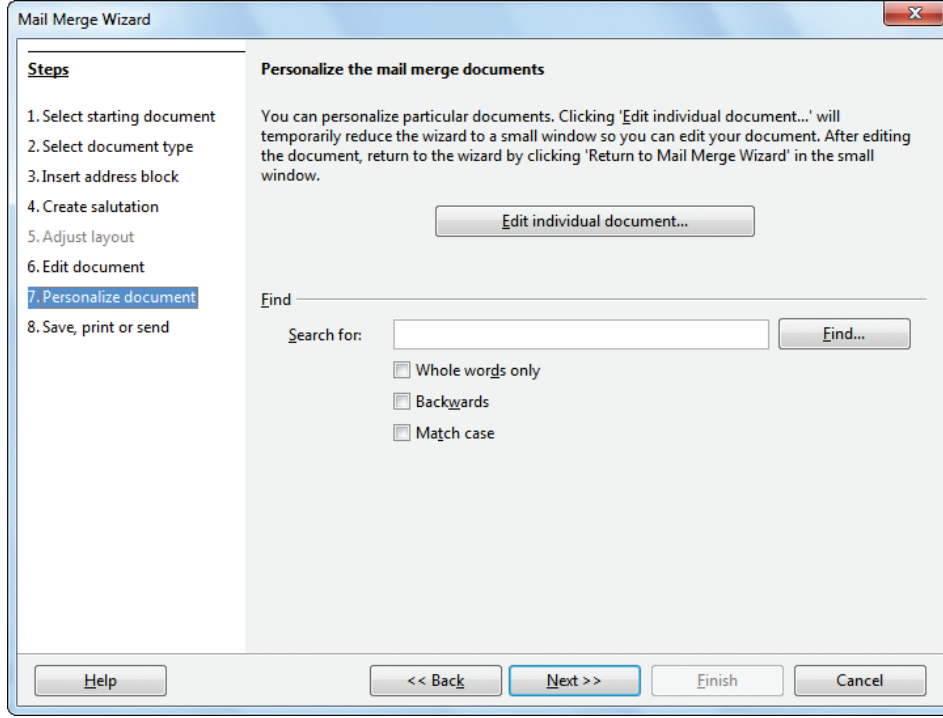 Mail Merge Wizard
Steps
1. Select starting document
2. Select document type
3. Insert address block
4. Create salutation
5. Adjust layout
6. Edit document
7. Personalize document
8. Save, print or send
Personalize the mail merge documents
You can personalize particular documents. Clicking 'Edit individual document...' will
temporarily reduce the wizard to a small window so you can edit your document. After editing
the document, return to the wizard by clicking 'Return to Mail Merge Wizard' in the small
window.
Edit individual document...
Find
Search for:
Find...
Whole words only
Backwards
Match case
Help
<< Back
Next >>
Finish
Cancel